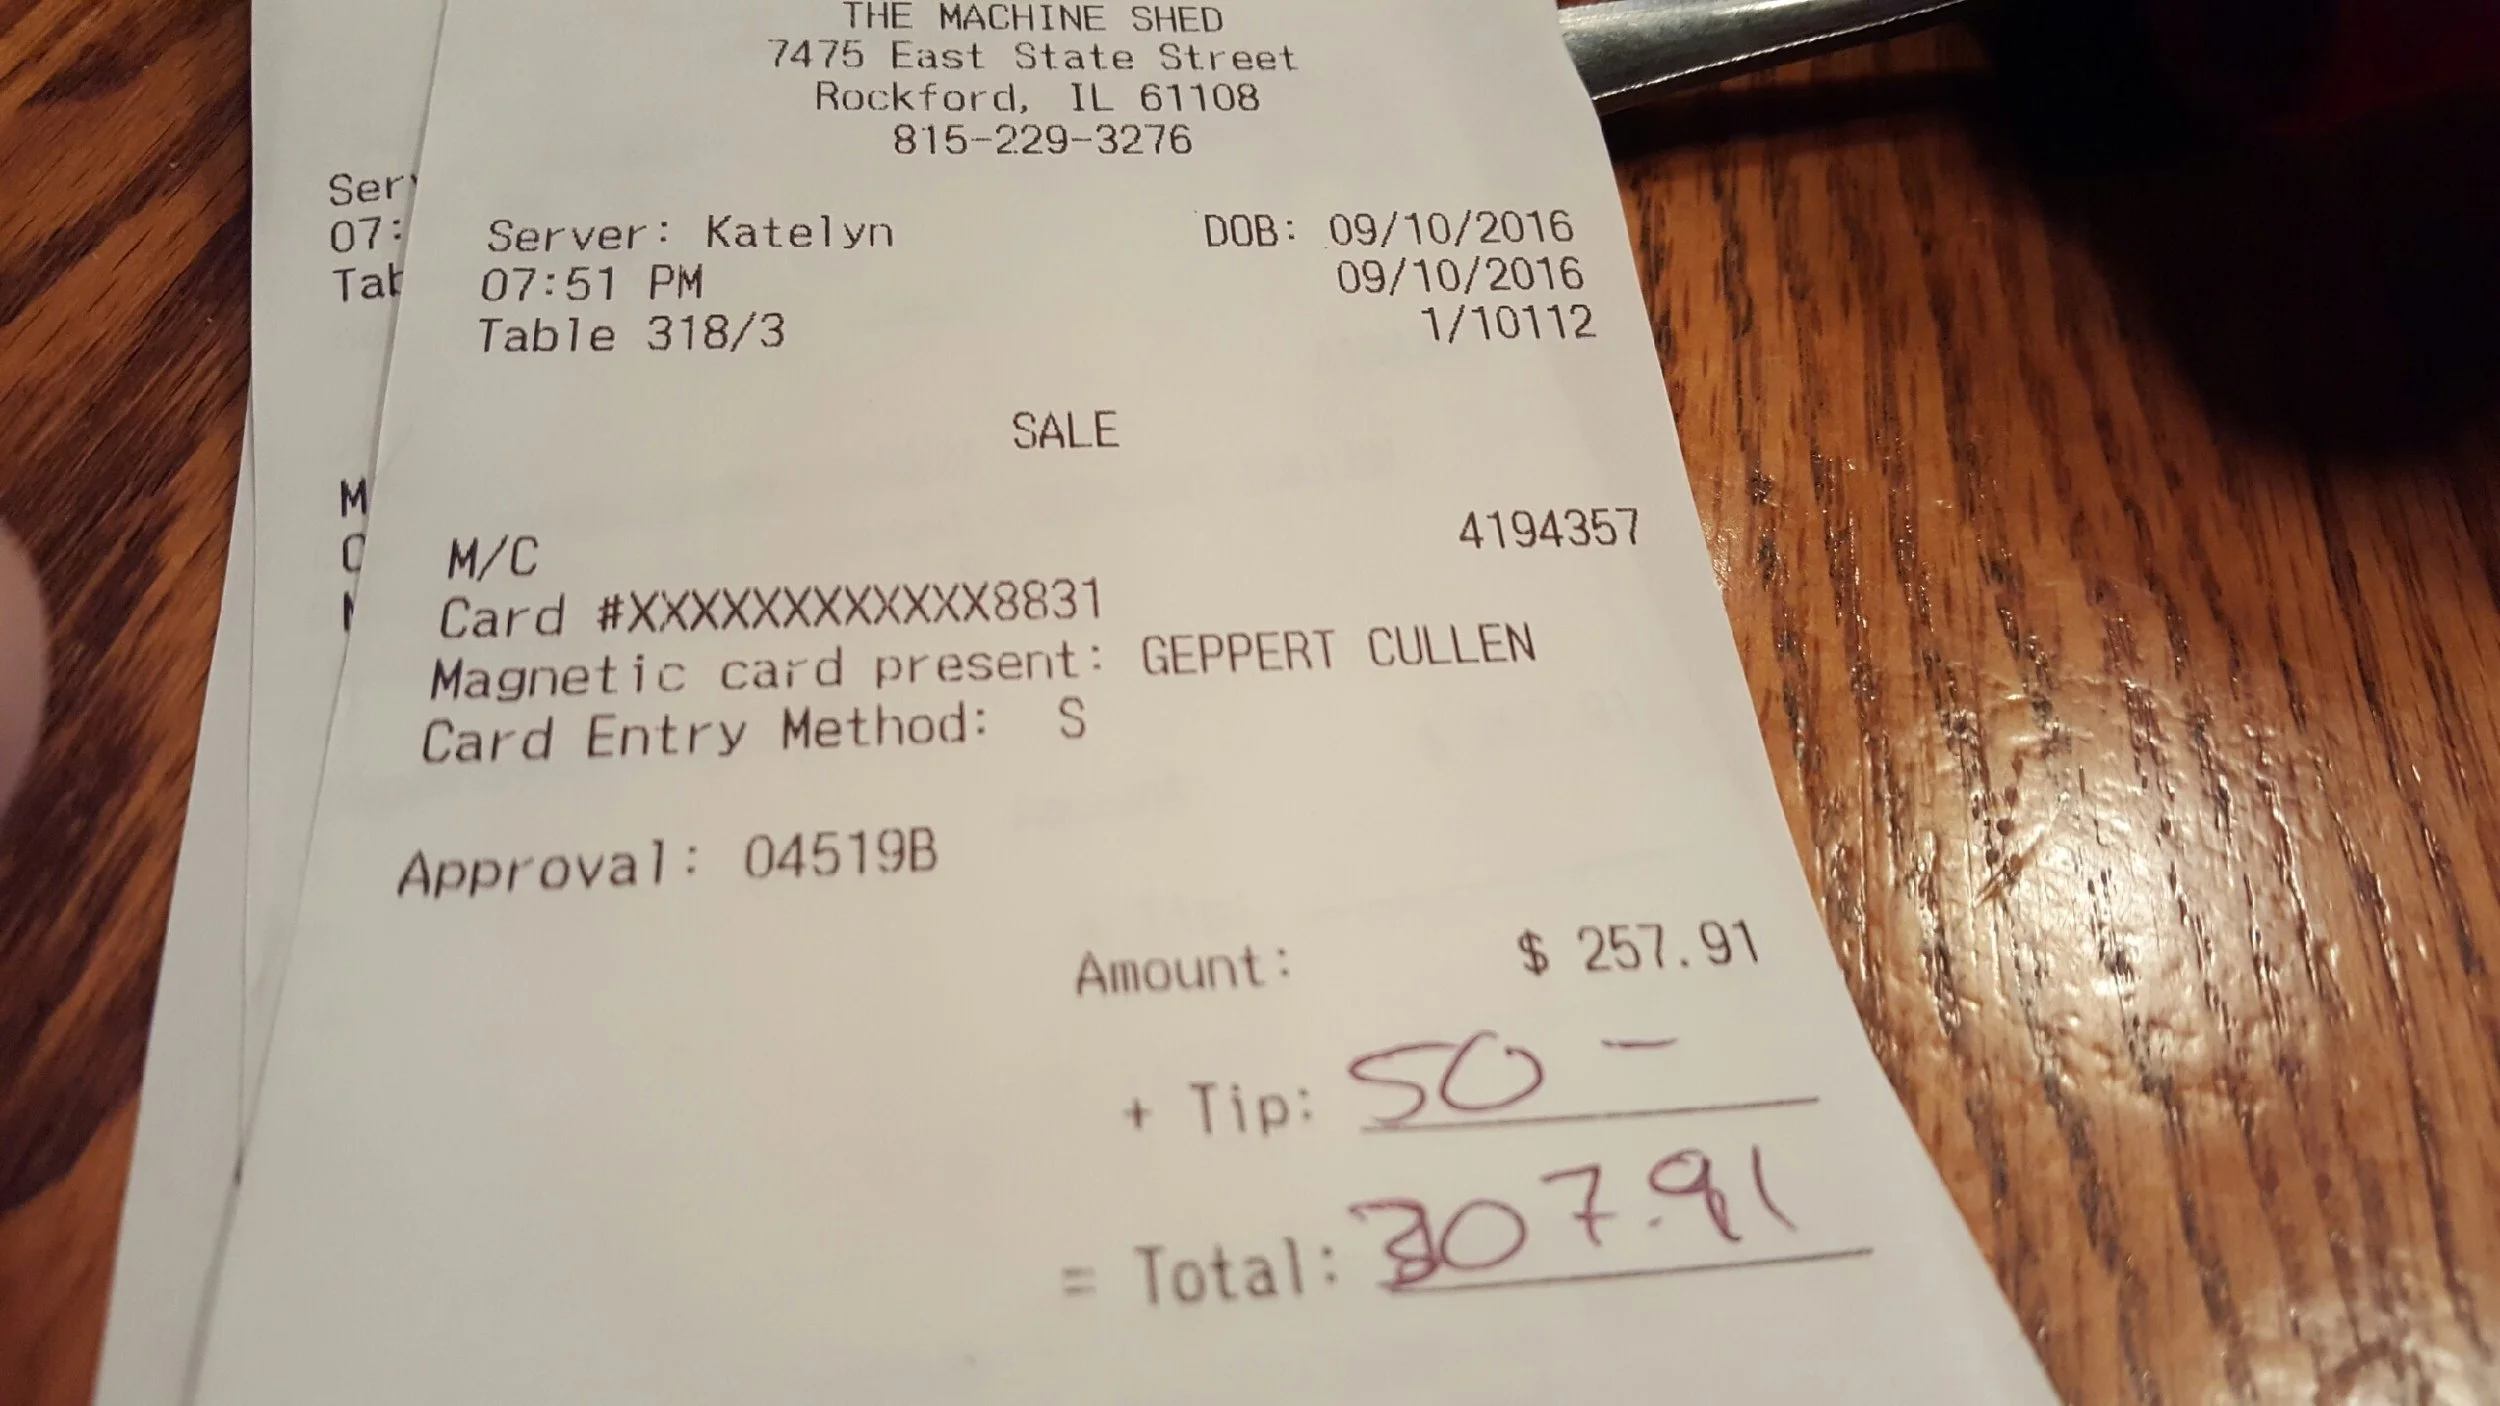 THE MACHINE SHED
7475 East State Street
Rockford, IL 61108
815-229-3276
Server: Katelyn DOB: 09/10/2016
07:51 PM 09/10/2016
Table 318/3 1/10112
SALE
M/C 4194357
Card #XXXXXXXXXXXX8831
Magnetic card present: GEPPERT CULLEN
Card Entry Method: S
Approval: 04519B
Amount: $ 257.91
+ Tip: 50 —
= Total: 307.91
07: